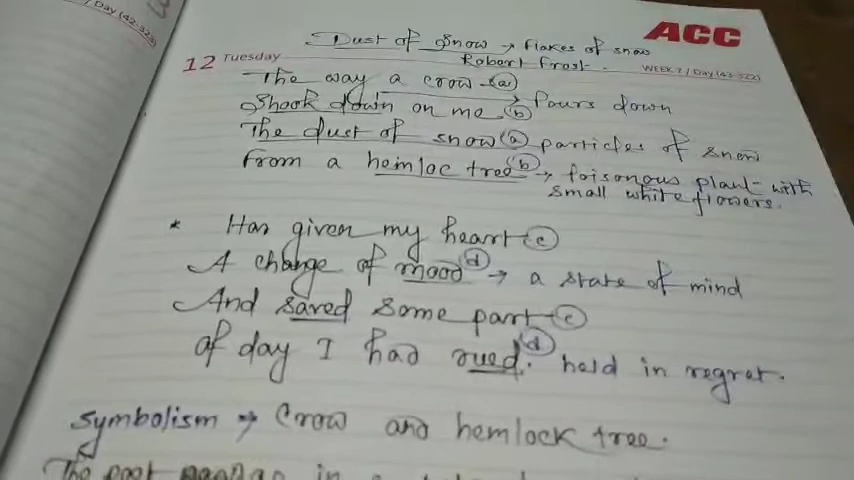 Day (42-323)
ACC
Dust of Snow → flakes of snow
12 Tuesday
Robert Frost.
WEEK 7 / Day (43-322)
The way a crow (a)
Shook down on me (b) Pours down
The dust of snow (a) particles of snow
From a hemloc tree (b) → poisonous plant with
small white flowers.
* Has given my heart (c)
A change of mood (d) → a state of mind
And saved some part (c)
of day I had rued. (d) held in regret.
Symbolism → Crow and hemlock tree.
The poet in a